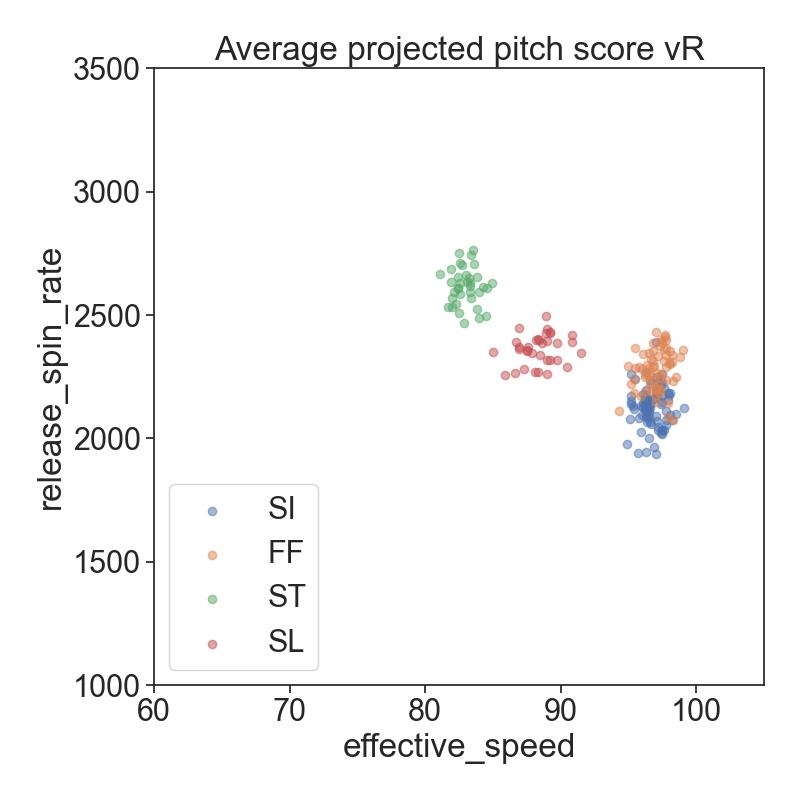 Average projected pitch score vR
3500
3000
2500
2000
1500
1000
release_spin_rate
SI
FF
ST
SL
60 70 80 90 100
effective_speed